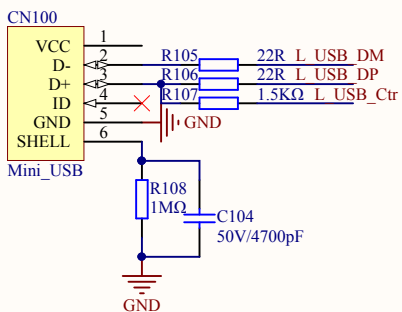 CN100
VCC 1
D- 2 R105 22R L_USB_DM
D+ 3 R106 22R L_USB_DP
ID 4 R107 1.5KΩ L_USB_Ctr
GND 5 GND
SHELL 6
Mini_USB
R108
1MΩ
C104
50V/4700pF
GND